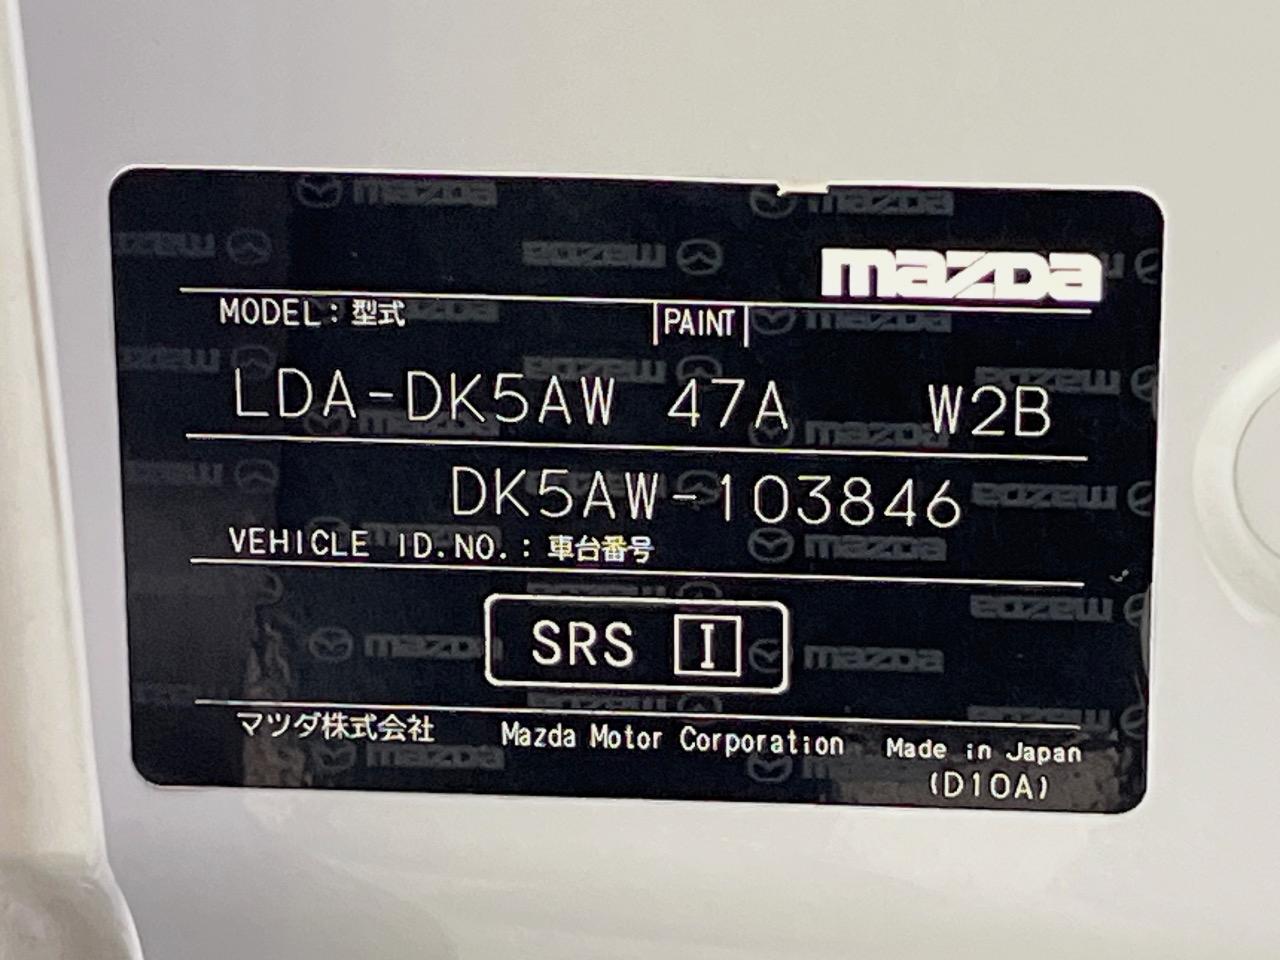 mazda
MODEL：型式 PAINT
LDA-DK5AW 47A W2B
DK5AW-103846
VEHICLE ID.NO.：車台番号
SRS I
マツダ株式会社 Mazda Motor Corporation Made in Japan
(D10A)